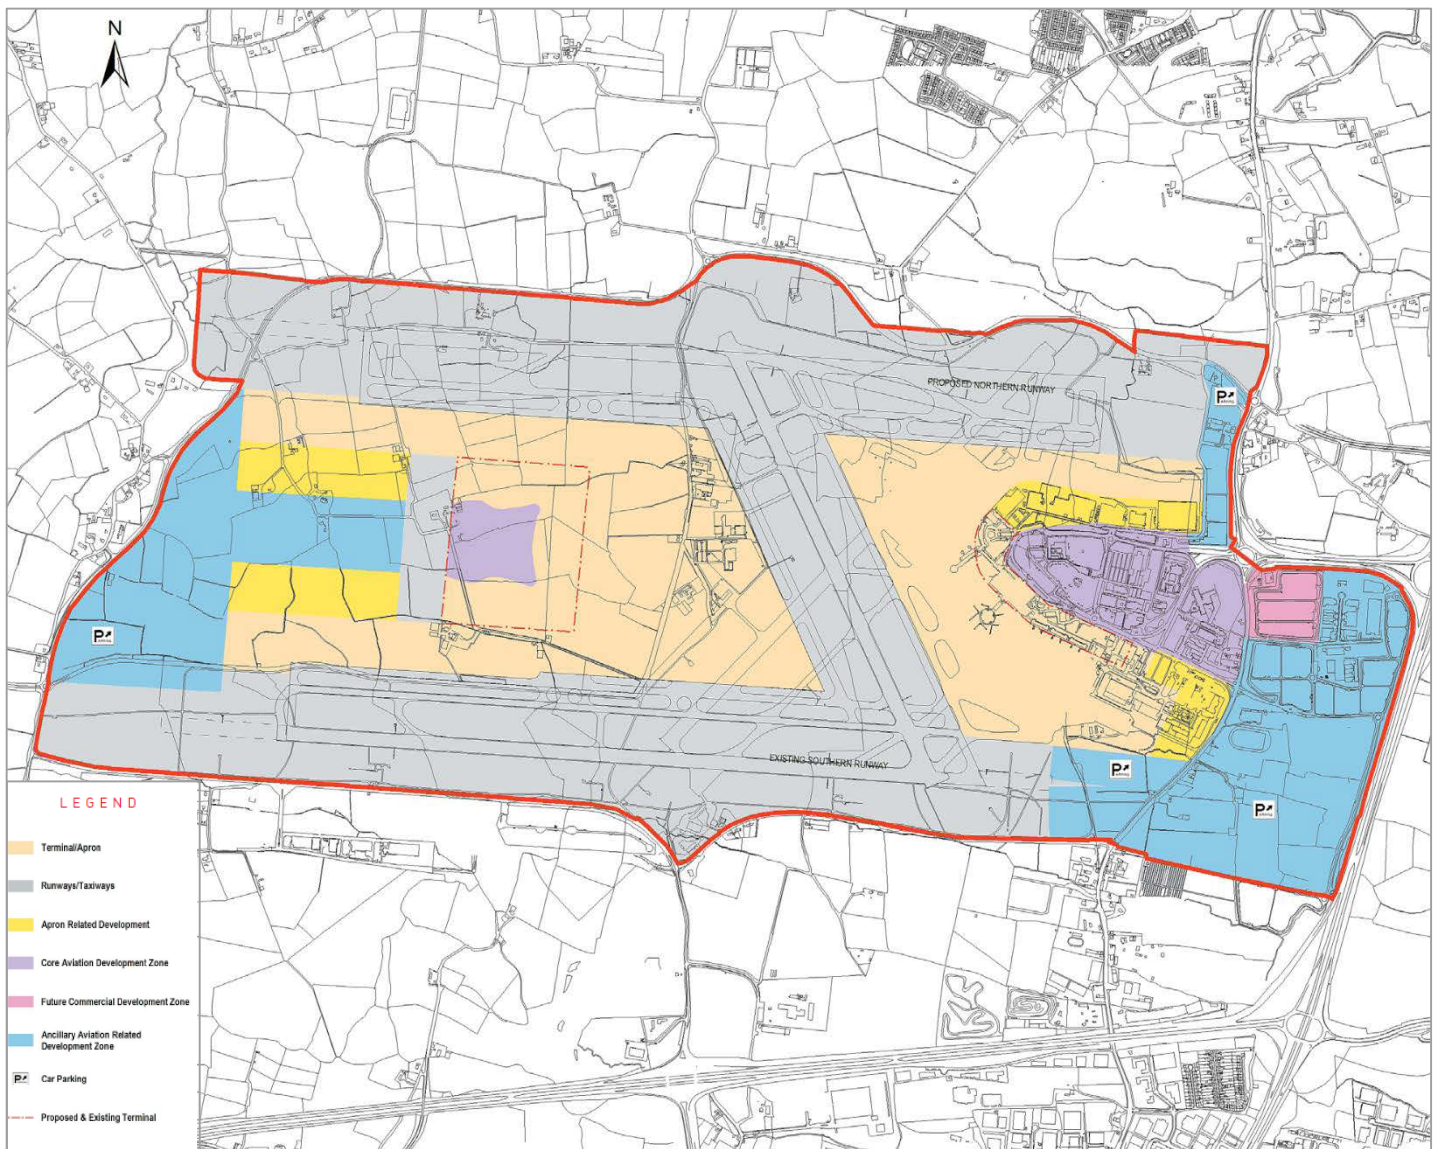 N
PROPOSED NORTHERN RUNWAY
P
P
EXISTING SOUTHERN RUNWAY
P
P
LEGEND
Terminal/Apron
Runways/Taxiways
Apron Related Development
Core Aviation Development Zone
Future Commercial Development Zone
Ancillary Aviation Related
Development Zone
P
Car Parking
Proposed & Existing Terminal